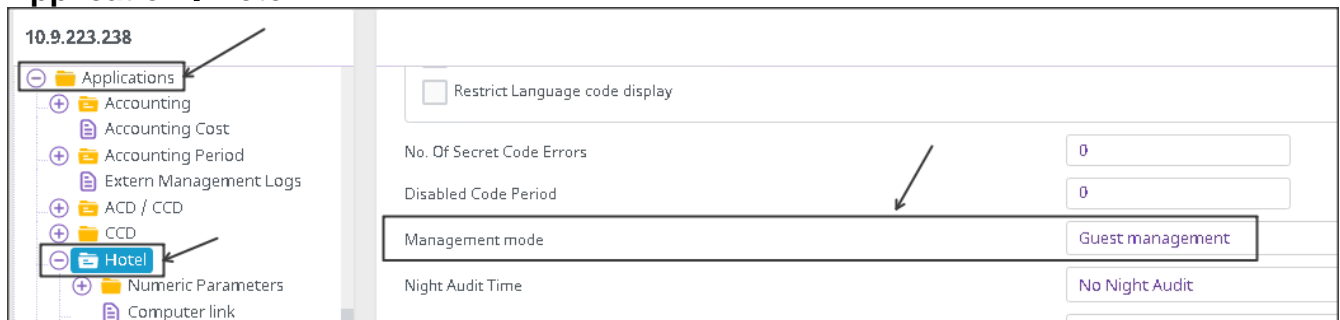 10.9.223.238
Applications
Accounting
Accounting Cost
Accounting Period
Extern Management Logs
ACD / CCD
CCD
Hotel
Numeric Parameters
Computer link
Restrict Language code display
No. Of Secret Code Errors 0
Disabled Code Period 0
Management mode Guest management
Night Audit Time No Night Audit